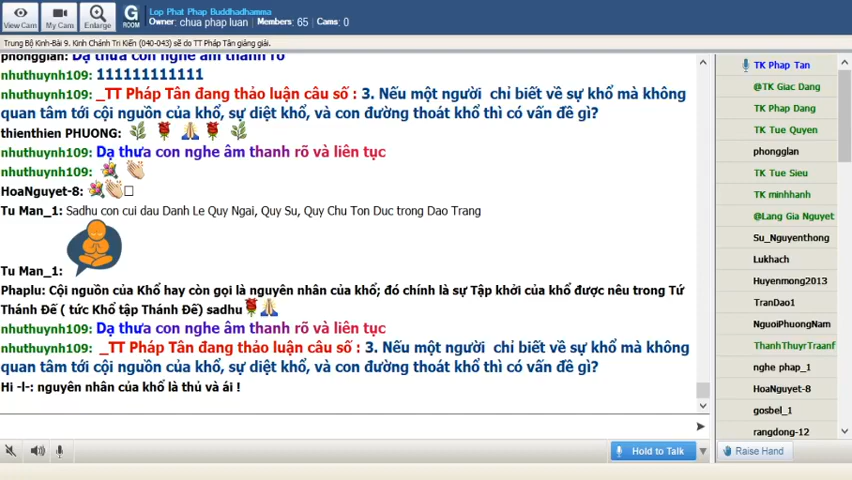 View Cam
My Cam
Enlarge
G
ROOM
Lop Phat Phap Buddhadhamma
Owner: chua phap luan Members: 65 Cams: 0
Trung Bộ Kinh-Bài 9. Kinh Chánh Tri Kiến (040-043) sẽ do TT Pháp Tân giảng giải.
phongglan: Dạ thưa con nghe âm thanh rõ
nhuthuynh109: 111111111111
nhuthuynh109: _TT Pháp Tân đang thảo luận câu số : 3. Nếu một người chỉ biết về sự khổ mà không
quan tâm tới cội nguồn của khổ, sự diệt khổ, và con đường thoát khổ thì có vấn đề gì?
thienthien PHUONG:
nhuthuynh109: Dạ thưa con nghe âm thanh rõ và liên tục
nhuthuynh109:
HoaNguyet-8:
Tu Man_1: Sadhu con cui dau Danh Le Quy Ngai, Quy Su, Quy Chu Ton Duc trong Dao Trang
Tu Man_1:
Phaplu: Cội nguồn của Khổ hay còn gọi là nguyên nhân của khổ; đó chính là sự Tập khởi của khổ được nêu trong Tứ
Thánh Đế ( tức Khổ tập Thánh Đế) sadhu
nhuthuynh109: Dạ thưa con nghe âm thanh rõ và liên tục
nhuthuynh109: _TT Pháp Tân đang thảo luận câu số : 3. Nếu một người chỉ biết về sự khổ mà không
quan tâm tới cội nguồn của khổ, sự diệt khổ, và con đường thoát khổ thì có vấn đề gì?
Hi -l-: nguyên nhân của khổ là thủ và ái !
Hold to Talk
TK Phap Tan
@TK Giac Dang
TK Phap Dang
TK Tue Quyen
phongglan
TK Tue Sieu
TK minhhanh
@Lang Gia Nguyet
Su_Nguyenthong
Lukhach
Huyenmong2013
TranDao1
NguoiPhuongNam
ThanhThuyrTraanf
nghe phap_1
HoaNguyet-8
gosbel_1
rangdong-12
Raise Hand